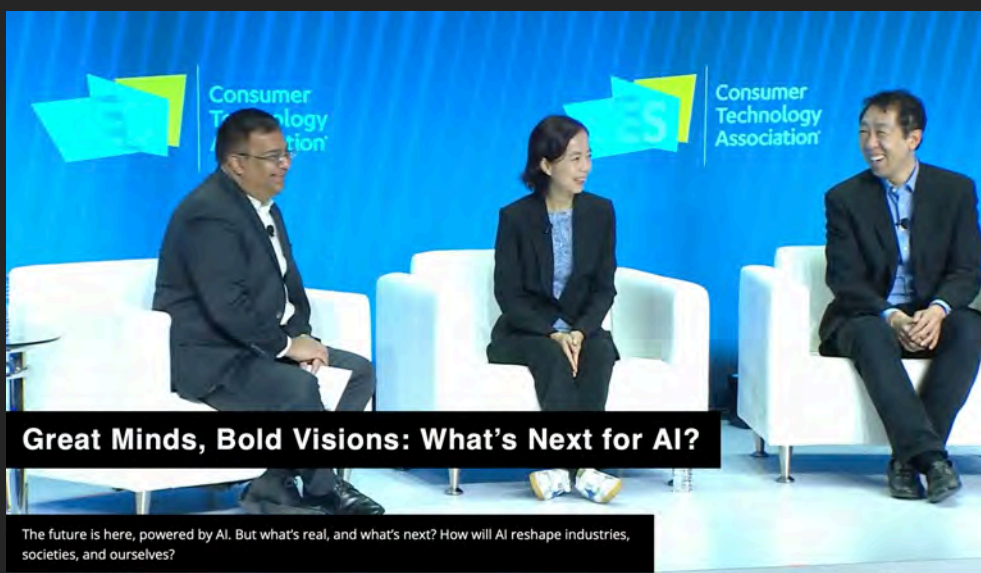 Consumer
Technology
Association
ES
Consumer
Technology
Association
Great Minds, Bold Visions: What's Next for AI?
The future is here, powered by AI. But what's real, and what's next? How will AI reshape industries,
societies, and ourselves?